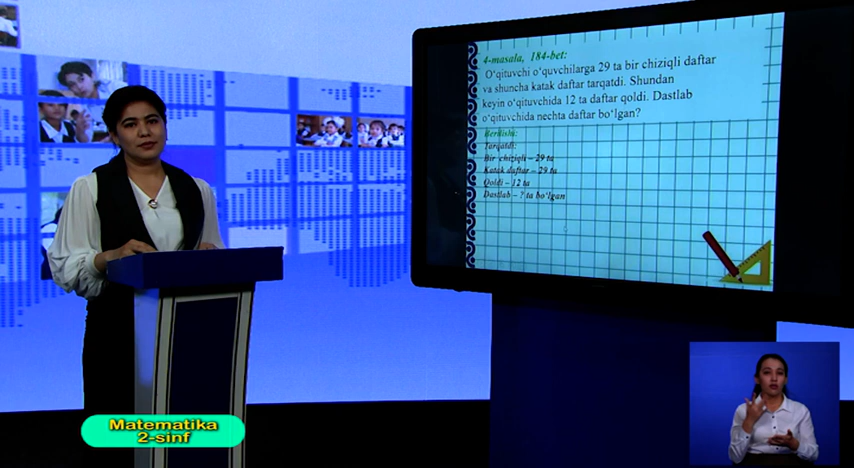 4-masala, 184-bet:
O‘qituvchi o‘quvchilarga 29 ta bir chiziqli daftar
va shuncha katak daftar tarqatdi. Shundan
keyin o‘qituvchida 12 ta daftar qoldi. Dastlab
o‘qituvchida nechta daftar bo‘lgan?
Berilishi:
Tarqatdi:
Bir chiziqli – 29 ta
Katak daftar – 29 ta
Qoldi – 12 ta
Dastlab – ? ta bo‘lgan
Matematika
2-sinf